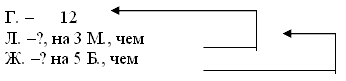 Г. – 12
Л. –?, на 3 М., чем
Ж. –? на 5 Б., чем